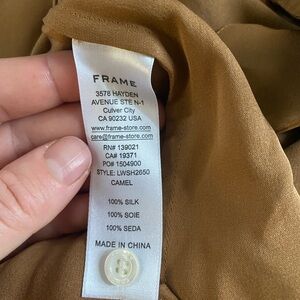 FRAME
3578 HAYDEN
AVENUE STE N-1
Culver City
CA 90232 USA
www.frame-store.com
care@frame-store.com
RN# 139021
CA# 19371
PO# 1504900
STYLE: LWSH2650
CAMEL
100% SILK
100% SOIE
100% SEDA
MADE IN CHINA